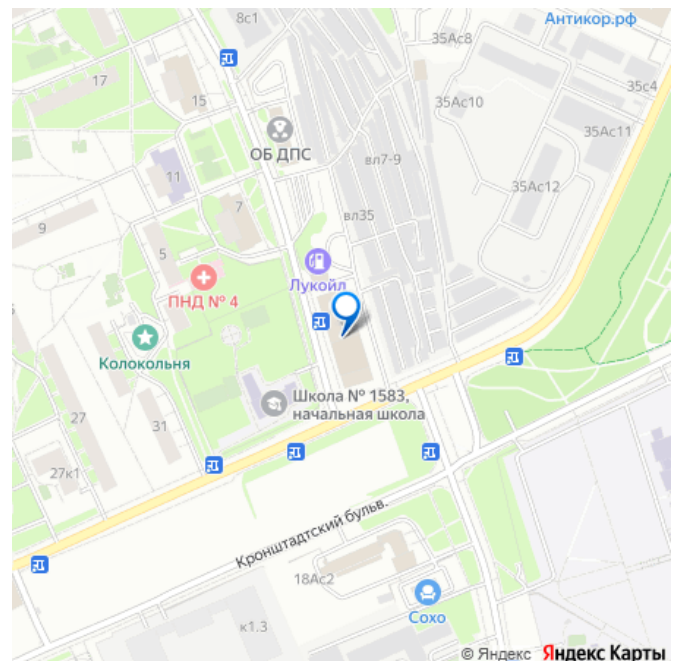 8с1
Антикор.рф
35Ас8
17
35с4
15
35Ас10
ОБ ДПС
35Ас11
вл7-9
11
35Ас12
7
вл35
9
5
Лукойл
ПНД № 4
Колокольня
Школа № 1583,
начальная школа
27
31
27к1
Кронштадтский бульв.
18Ас2
Сохо
к1.3
© Яндекс Яндекс Карты